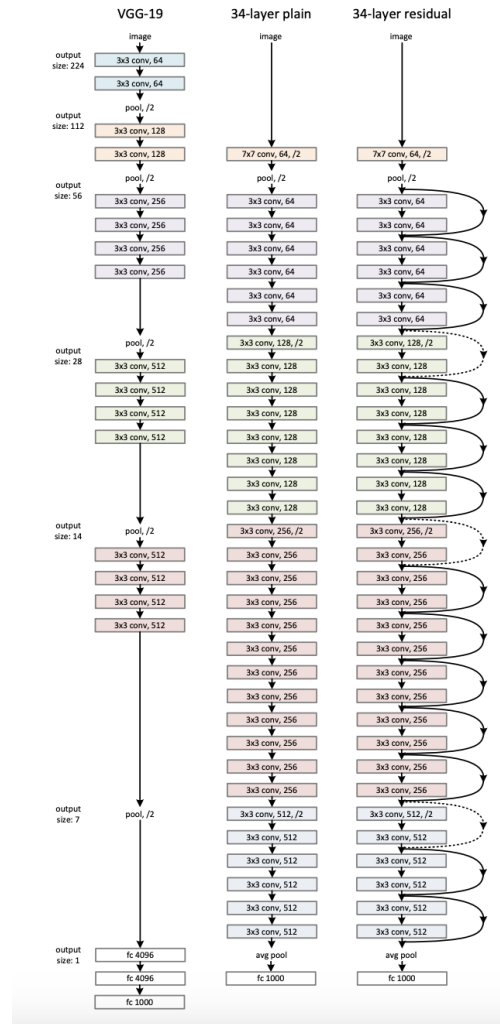 VGG-19
image
output
size: 224
3x3 conv, 64
3x3 conv, 64
pool, /2
output
size: 112
3x3 conv, 128
3x3 conv, 128
pool, /2
output
size: 56
3x3 conv, 256
3x3 conv, 256
3x3 conv, 256
3x3 conv, 256
pool, /2
output
size: 28
3x3 conv, 512
3x3 conv, 512
3x3 conv, 512
3x3 conv, 512
pool, /2
output
size: 14
3x3 conv, 512
3x3 conv, 512
3x3 conv, 512
3x3 conv, 512
output
size: 7
pool, /2
output
size: 1
fc 4096
fc 4096
fc 1000
34-layer plain
image
7x7 conv, 64, /2
pool, /2
3x3 conv, 64
3x3 conv, 64
3x3 conv, 64
3x3 conv, 64
3x3 conv, 64
3x3 conv, 64
3x3 conv, 128, /2
3x3 conv, 128
3x3 conv, 128
3x3 conv, 128
3x3 conv, 128
3x3 conv, 128
3x3 conv, 128
3x3 conv, 128
3x3 conv, 256, /2
3x3 conv, 256
3x3 conv, 256
3x3 conv, 256
3x3 conv, 256
3x3 conv, 256
3x3 conv, 256
3x3 conv, 256
3x3 conv, 256
3x3 conv, 256
3x3 conv, 256
3x3 conv, 256
3x3 conv, 512, /2
3x3 conv, 512
3x3 conv, 512
3x3 conv, 512
3x3 conv, 512
3x3 conv, 512
avg pool
fc 1000
34-layer residual
image
7x7 conv, 64, /2
pool, /2
3x3 conv, 64
3x3 conv, 64
3x3 conv, 64
3x3 conv, 64
3x3 conv, 64
3x3 conv, 64
3x3 conv, 128, /2
3x3 conv, 128
3x3 conv, 128
3x3 conv, 128
3x3 conv, 128
3x3 conv, 128
3x3 conv, 128
3x3 conv, 128
3x3 conv, 256, /2
3x3 conv, 256
3x3 conv, 256
3x3 conv, 256
3x3 conv, 256
3x3 conv, 256
3x3 conv, 256
3x3 conv, 256
3x3 conv, 256
3x3 conv, 256
3x3 conv, 256
3x3 conv, 256
3x3 conv, 512, /2
3x3 conv, 512
3x3 conv, 512
3x3 conv, 512
3x3 conv, 512
3x3 conv, 512
avg pool
fc 1000